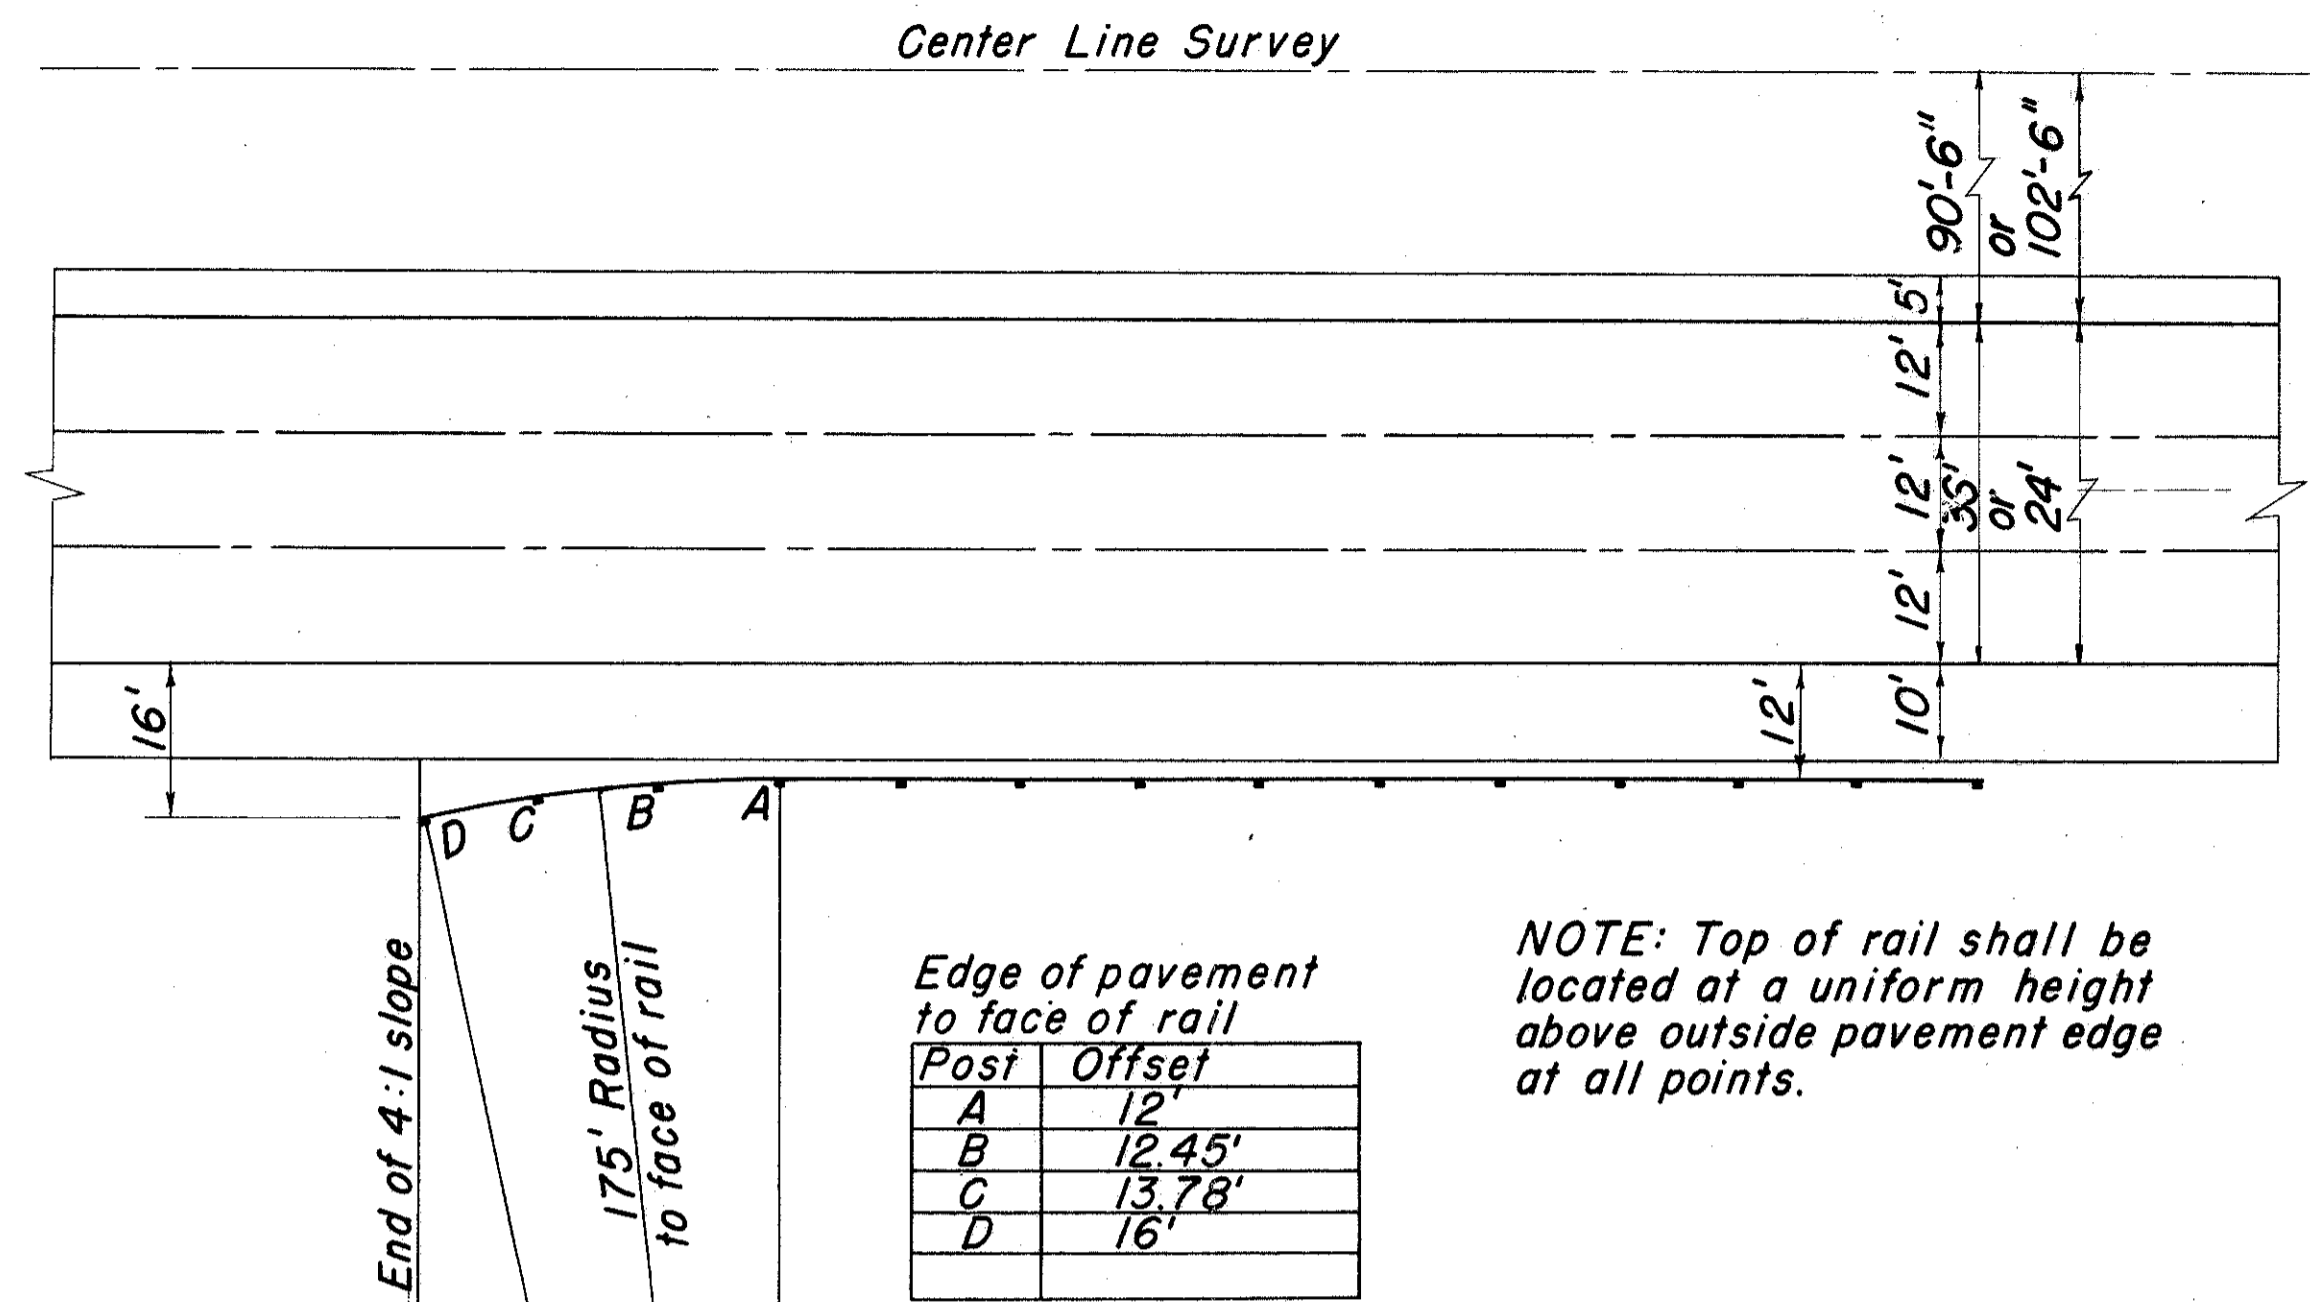 Center Line Survey
90'-6"
or
102'-6"
5'
12'
12'
36'
or
24'
12'
16'
12'
10'
D
C
B
A
End of 4:1 slope
175' Radius
to face of rail
Edge of pavement
to face of rail
Post Offset
A 12'
B 12.45'
C 13.78'
D 16'
NOTE: Top of rail shall be
located at a uniform height
above outside pavement edge
at all points.